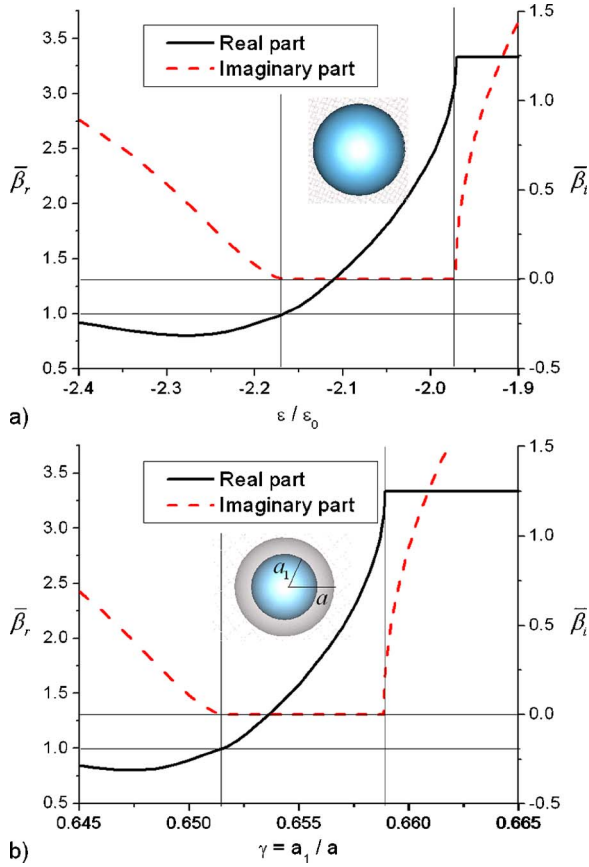 Real part
Imaginary part
3.5
3.0
2.5
2.0
1.5
1.0
0.5
β̅r
1.5
1.0
0.5
0.0
-0.5
β̅i
-2.4 -2.3 -2.2 -2.1 -2.0 -1.9
ε / ε0
a)
Real part
Imaginary part
a1
a
3.5
3.0
2.5
2.0
1.5
1.0
0.5
β̅r
1.5
1.0
0.5
0.0
-0.5
β̅i
0.645 0.650 0.655 0.660 0.665
γ = a1 / a
b)